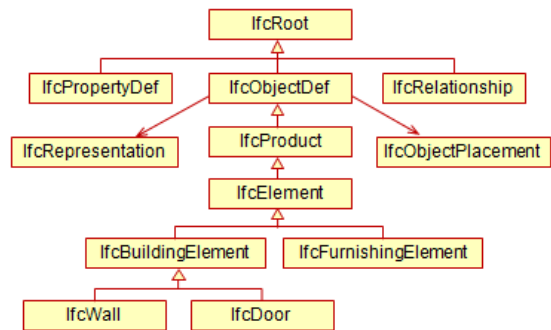 IfcRoot
IfcPropertyDef
IfcObjectDef
IfcRelationship
IfcRepresentation
IfcProduct
IfcObjectPlacement
IfcElement
IfcBuildingElement
IfcFurnishingElement
IfcWall
IfcDoor